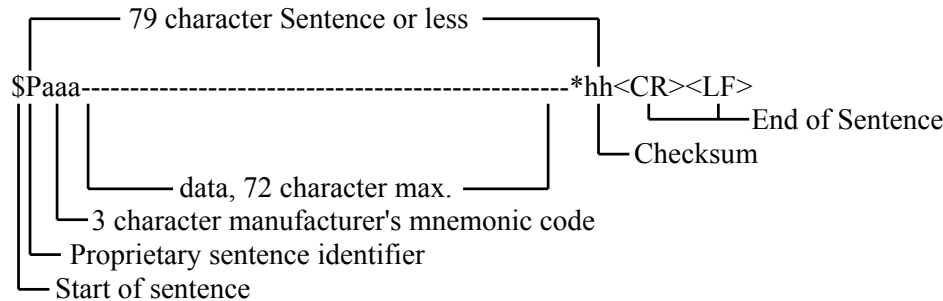 79 character Sentence or less
$Paaa--------------------------------------------------*hh<CR><LF>
End of Sentence
Checksum
data, 72 character max.
3 character manufacturer's mnemonic code
Proprietary sentence identifier
Start of sentence